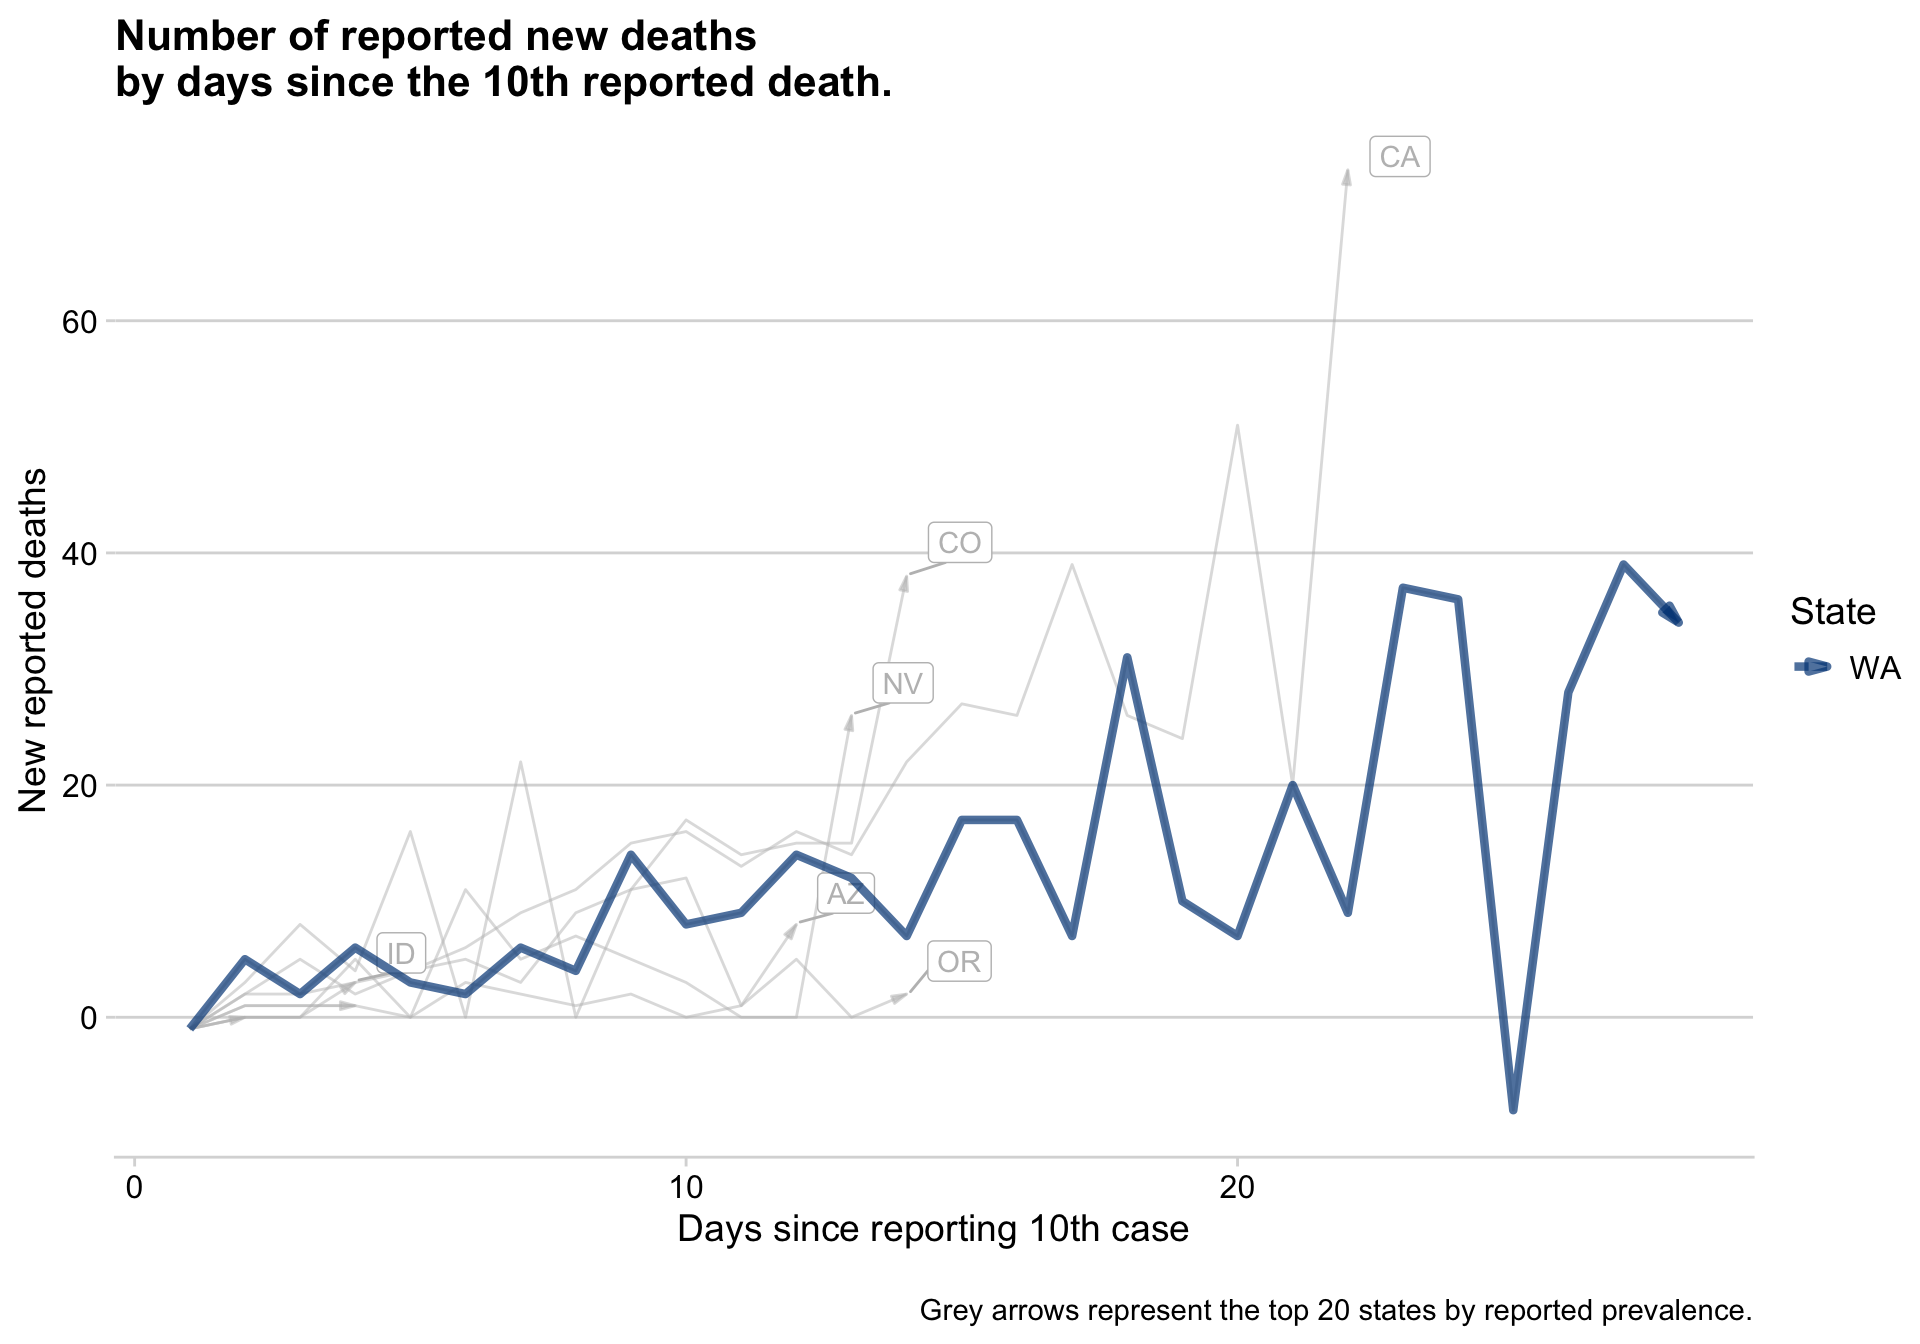 Number of reported new deaths
by days since the 10th reported death.
CA
60
CO
40
NV
20
AZ
ID
OR
0
New reported deaths
State
WA
0 10 20
Days since reporting 10th case
Grey arrows represent the top 20 states by reported prevalence.